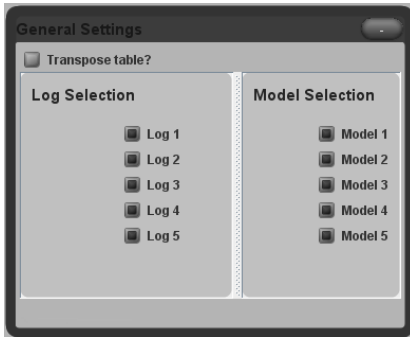 General Settings
Transpose table?
Log Selection
Log 1
Log 2
Log 3
Log 4
Log 5
Model Selection
Model 1
Model 2
Model 3
Model 4
Model 5